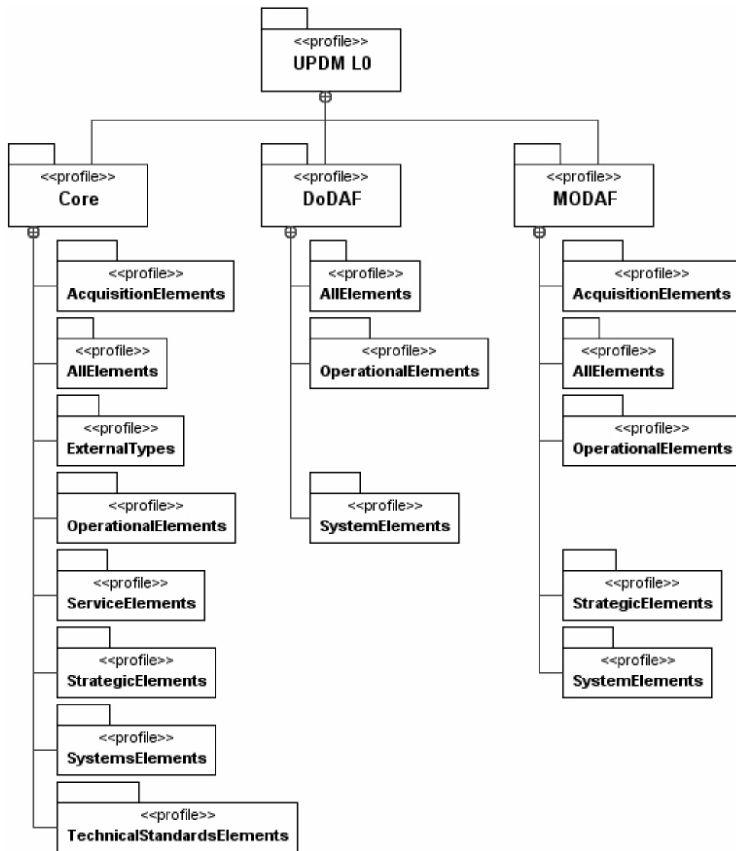 <<profile>>
UPDM L0
<<profile>>
Core
<<profile>>
DoDAF
<<profile>>
MODAF
<<profile>>
AcquisitionElements
<<profile>>
AllElements
<<profile>>
ExternalTypes
<<profile>>
OperationalElements
<<profile>>
ServiceElements
<<profile>>
StrategicElements
<<profile>>
SystemsElements
<<profile>>
TechnicalStandardsElements
<<profile>>
AllElements
<<profile>>
OperationalElements
<<profile>>
SystemElements
<<profile>>
AcquisitionElements
<<profile>>
AllElements
<<profile>>
OperationalElements
<<profile>>
StrategicElements
<<profile>>
SystemElements